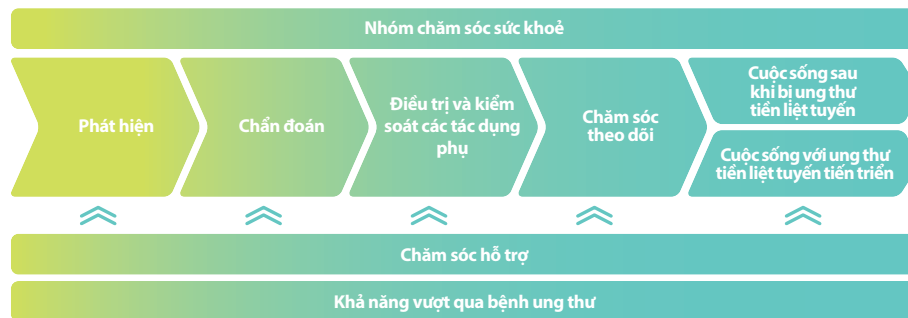 Nhóm chăm sóc sức khoẻ
Phát hiện
Chẩn đoán
Điều trị và kiểm
soát các tác dụng
phụ
Chăm sóc
theo dõi
Cuộc sống sau
khi bị ung thư
tiền liệt tuyến
Cuộc sống với ung thư
tiền liệt tuyến tiến triển
Chăm sóc hỗ trợ
Khả năng vượt qua bệnh ung thư